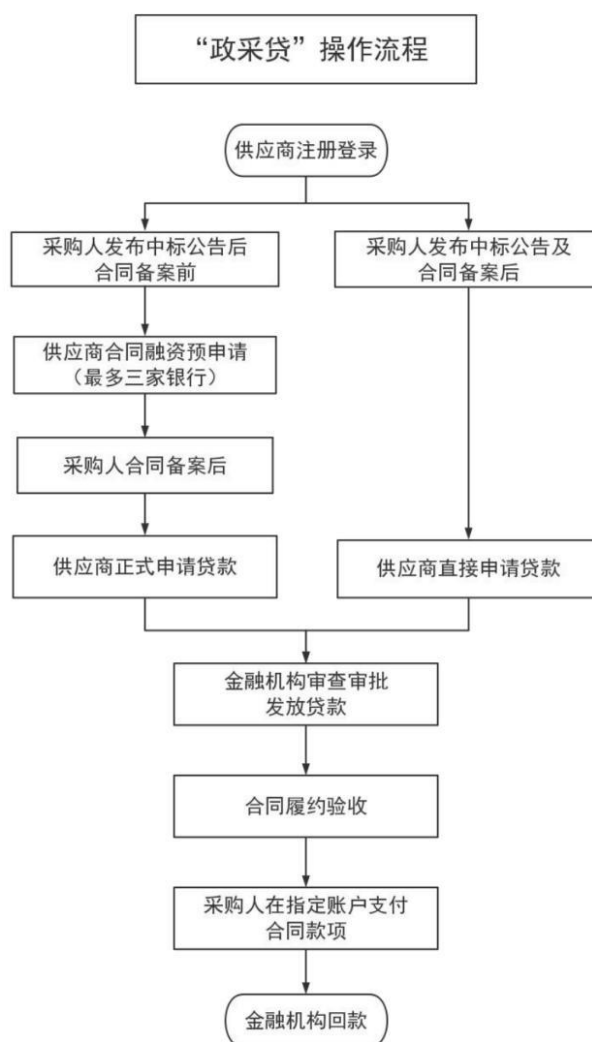 “政采贷”操作流程
供应商注册登录
采购人发布中标公告后
合同备案前
采购人发布中标公告及
合同备案后
供应商合同融资预申请
（最多三家银行）
采购人合同备案后
供应商正式申请贷款
供应商直接申请贷款
金融机构审查审批
发放贷款
合同履约验收
采购人在指定账户支付
合同款项
金融机构回款